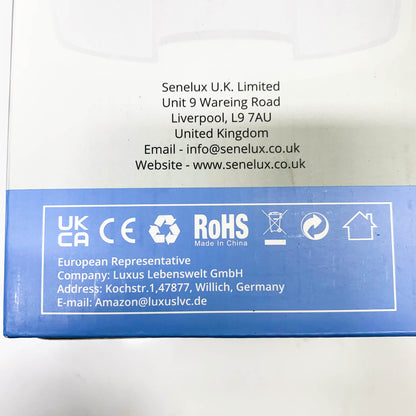 Senelux U.K. Limited
Unit 9 Wareing Road
Liverpool, L9 7AU
United Kingdom
Email - info@senelux.co.uk
Website - www.senelux.co.uk
UK
CA
CE
RoHS
Made In China
European Representative
Company: Luxus Lebenswelt GmbH
Address: Kochstr.1,47877, Willich, Germany
E-mail: Amazon@luxuslvc.de